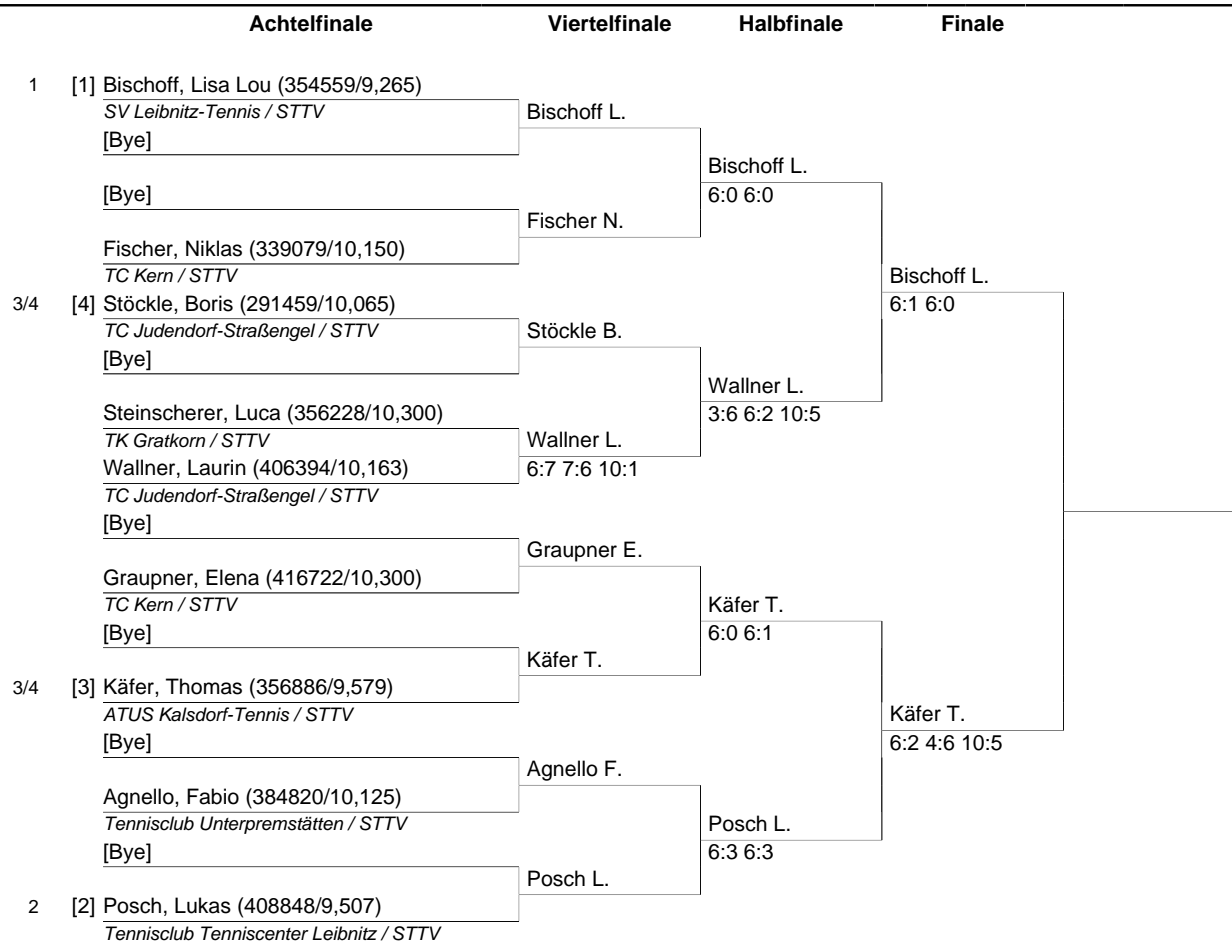 Achtelfinale Viertelfinale Halbfinale Finale
1 [1] Bischoff, Lisa Lou (354559/9,265)
SV Leibnitz-Tennis / STTV Bischoff L.
[Bye]
Bischoff L.
[Bye] 6:0 6:0
Fischer N.
Fischer, Niklas (339079/10,150)
TC Kern / STTV Bischoff L.
3/4 [4] Stöckle, Boris (291459/10,065) 6:1 6:0
TC Judendorf-Straßengel / STTV Stöckle B.
[Bye]
Wallner L.
Steinscherer, Luca (356228/10,300) 3:6 6:2 10:5
TK Gratkorn / STTV Wallner L.
Wallner, Laurin (406394/10,163) 6:7 7:6 10:1
TC Judendorf-Straßengel / STTV
[Bye]
Graupner E.
Graupner, Elena (416722/10,300)
TC Kern / STTV Käfer T.
[Bye] 6:0 6:1
Käfer T.
3/4 [3] Käfer, Thomas (356886/9,579)
ATUS Kalsdorf-Tennis / STTV Käfer T.
[Bye] 6:2 4:6 10:5
Agnello F.
Agnello, Fabio (384820/10,125)
Tennisclub Unterpremstätten / STTV Posch L.
[Bye] 6:3 6:3
Posch L.
2 [2] Posch, Lukas (408848/9,507)
Tennisclub Tenniscenter Leibnitz / STTV